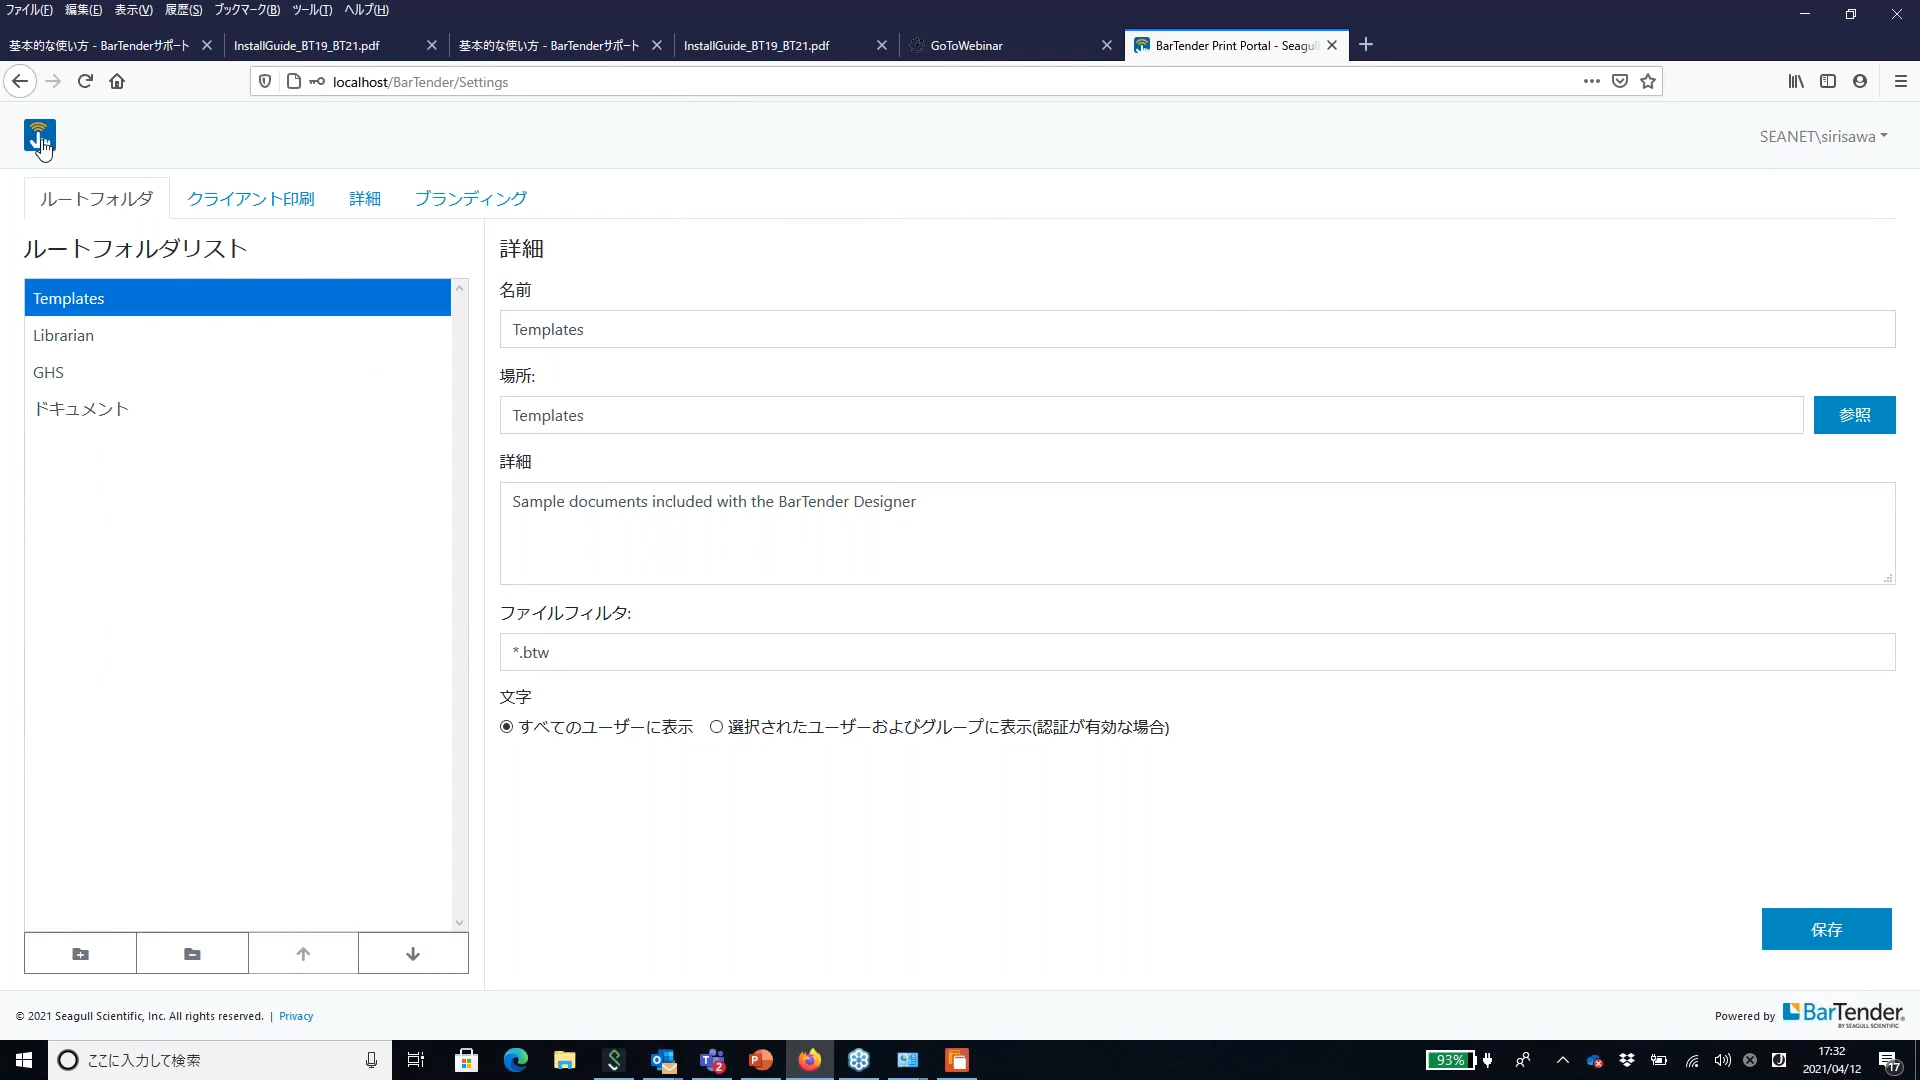 ファイル(F) 編集(E) 表示(V) 履歴(S) ブックマーク(B) ツール(T) ヘルプ(H)
基本的な使い方 - BarTenderサポート InstallGuide_BT19_BT21.pdf 基本的な使い方 - BarTenderサポート InstallGuide_BT19_BT21.pdf GoToWebinar BarTender Print Portal - Seagull
localhost/BarTender/Settings
SEANET\sirisawa
ルートフォルダ クライアント印刷 詳細 ブランディング
ルートフォルダリスト
Templates
Librarian
GHS
ドキュメント
詳細
名前
Templates
場所:
Templates 参照
詳細
Sample documents included with the BarTender Designer
ファイルフィルタ:
*.btw
文字
すべてのユーザーに表示 選択されたユーザーおよびグループに表示(認証が有効な場合)
保存
© 2021 Seagull Scientific, Inc. All rights reserved. | Privacy
Powered by BarTender
BY SEAGULL SCIENTIFIC
ここに入力して検索
2
93%
17:32
2021/04/12
17